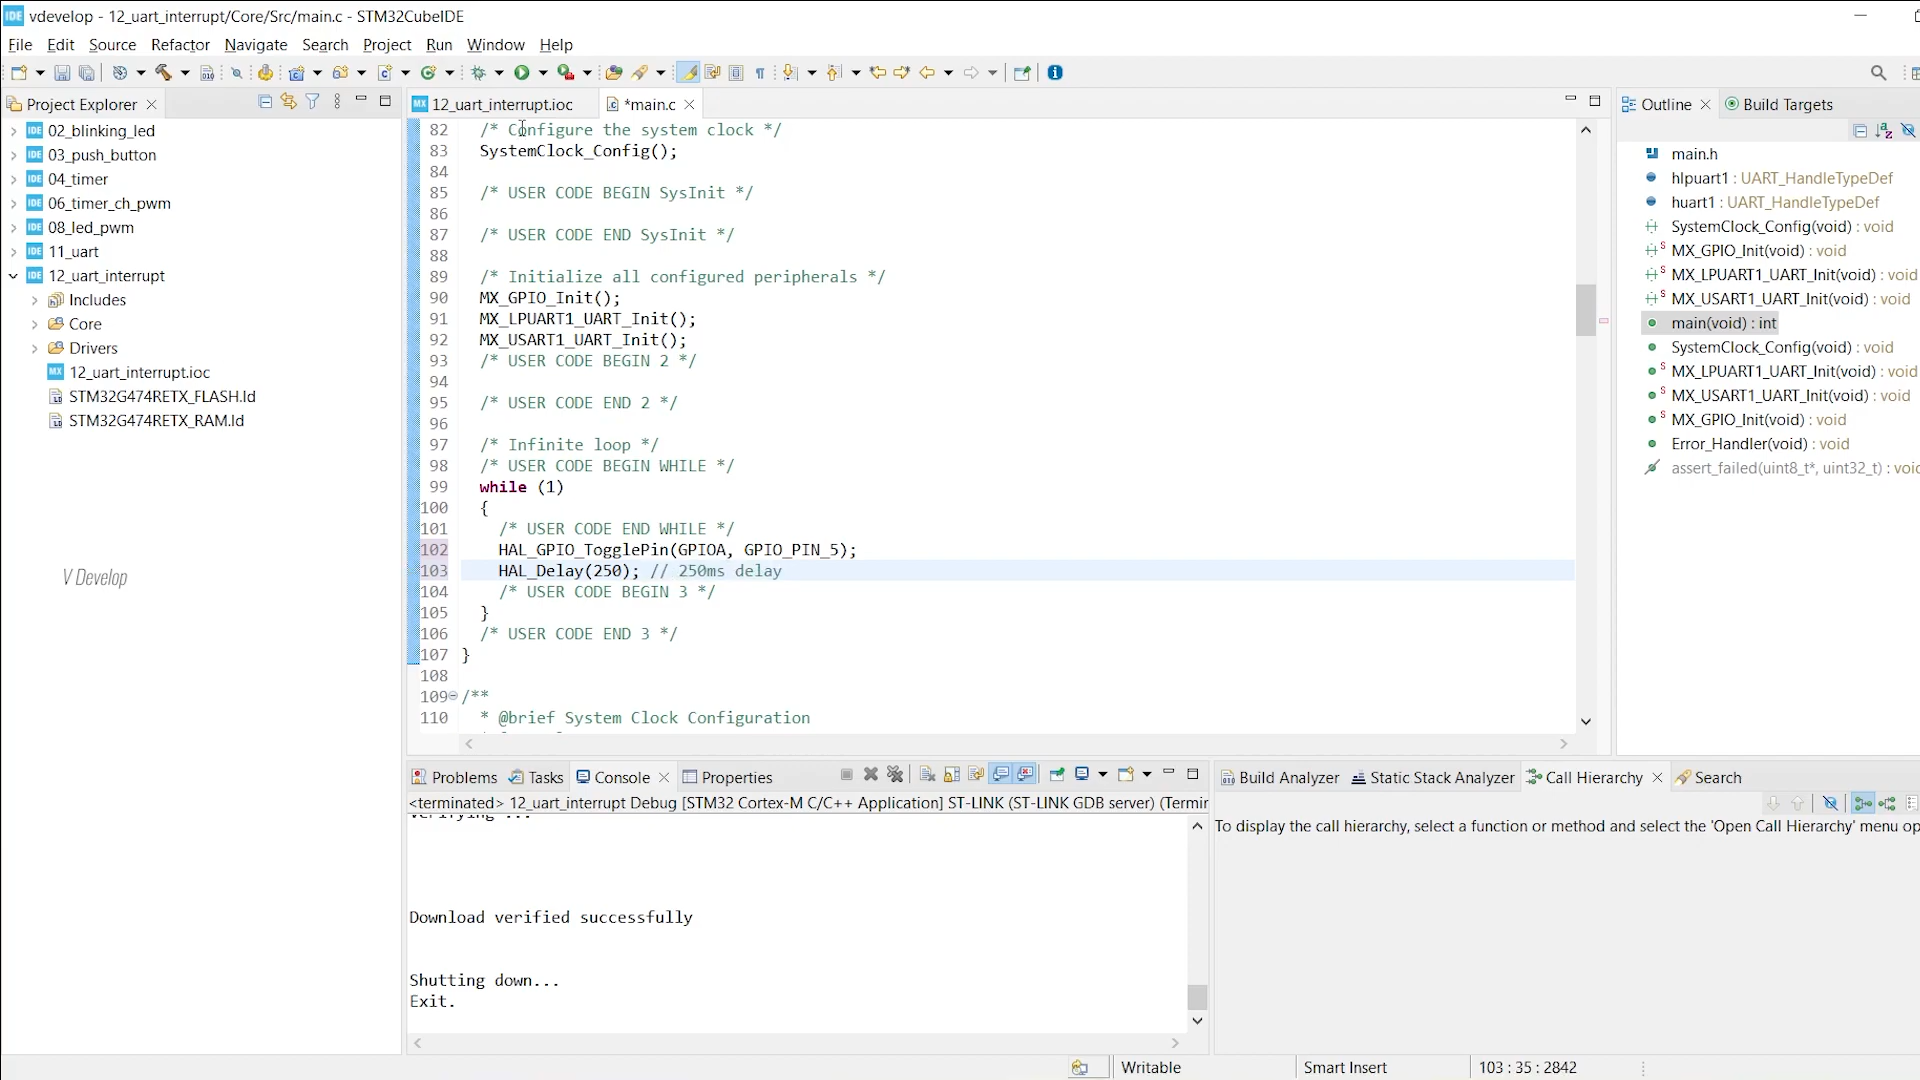 vdevelop - 12_uart_interrupt/Core/Src/main.c - STM32CubeIDE
File Edit Source Refactor Navigate Search Project Run Window Help
Project Explorer
02_blinking_led
03_push_button
04_timer
06_timer_ch_pwm
08_led_pwm
11_uart
12_uart_interrupt
Includes
Core
Drivers
12_uart_interrupt.ioc
STM32G474RETX_FLASH.ld
STM32G474RETX_RAM.ld
V Develop
12_uart_interrupt.ioc *main.c
82 /* Configure the system clock */
83 SystemClock_Config();
84
85 /* USER CODE BEGIN SysInit */
86
87 /* USER CODE END SysInit */
88
89 /* Initialize all configured peripherals */
90 MX_GPIO_Init();
91 MX_LPUART1_UART_Init();
92 MX_USART1_UART_Init();
93 /* USER CODE BEGIN 2 */
94
95 /* USER CODE END 2 */
96
97 /* Infinite loop */
98 /* USER CODE BEGIN WHILE */
99 while (1)
100 {
101 /* USER CODE END WHILE */
102 HAL_GPIO_TogglePin(GPIOA, GPIO_PIN_5);
103 HAL_Delay(250); // 250ms delay
104 /* USER CODE BEGIN 3 */
105 }
106 /* USER CODE END 3 */
107 }
108
109 /**
110 * @brief System Clock Configuration
Outline Build Targets
main.h
hlpuart1 : UART_HandleTypeDef
huart1 : UART_HandleTypeDef
SystemClock_Config(void) : void
MX_GPIO_Init(void) : void
MX_LPUART1_UART_Init(void) : void
MX_USART1_UART_Init(void) : void
main(void) : int
SystemClock_Config(void) : void
MX_LPUART1_UART_Init(void) : void
MX_USART1_UART_Init(void) : void
MX_GPIO_Init(void) : void
Error_Handler(void) : void
assert_failed(uint8_t*, uint32_t) : voic
Problems Tasks Console Properties
<terminated> 12_uart_interrupt Debug [STM32 Cortex-M C/C++ Application] ST-LINK (ST-LINK GDB server) (Termir
Verifying ...
Download verified successfully
Shutting down...
Exit.
Build Analyzer Static Stack Analyzer Call Hierarchy Search
To display the call hierarchy, select a function or method and select the 'Open Call Hierarchy' menu op
Writable Smart Insert 103 : 35 : 2842